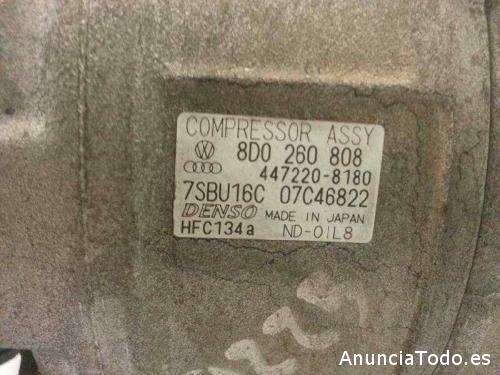 COMPRESSOR ASSY
8D0 260 808
447220-8180
7SBU16C 07C46822
DENSO MADE IN JAPAN
HFC134a ND-OIL8
AnunciaTodo.es